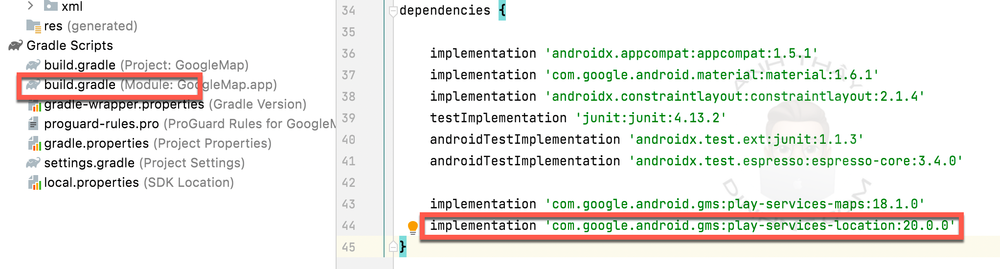 xml
res (generated)
Gradle Scripts
build.gradle (Project: GoogleMap)
build.gradle (Module: GoogleMap.app)
gradle-wrapper.properties (Gradle Version)
proguard-rules.pro (ProGuard Rules for GoogleM
gradle.properties (Project Properties)
settings.gradle (Project Settings)
local.properties (SDK Location)
34 dependencies {
35
36 implementation 'androidx.appcompat:appcompat:1.5.1'
37 implementation 'com.google.android.material:material:1.6.1'
38 implementation 'androidx.constraintlayout:constraintlayout:2.1.4'
39 testImplementation 'junit:junit:4.13.2'
40 androidTestImplementation 'androidx.test.ext:junit:1.1.3'
41 androidTestImplementation 'androidx.test.espresso:espresso-core:3.4.0'
42
43 implementation 'com.google.android.gms:play-services-maps:18.1.0'
44 implementation 'com.google.android.gms:play-services-location:20.0.0'
45 }
ANH THẦY